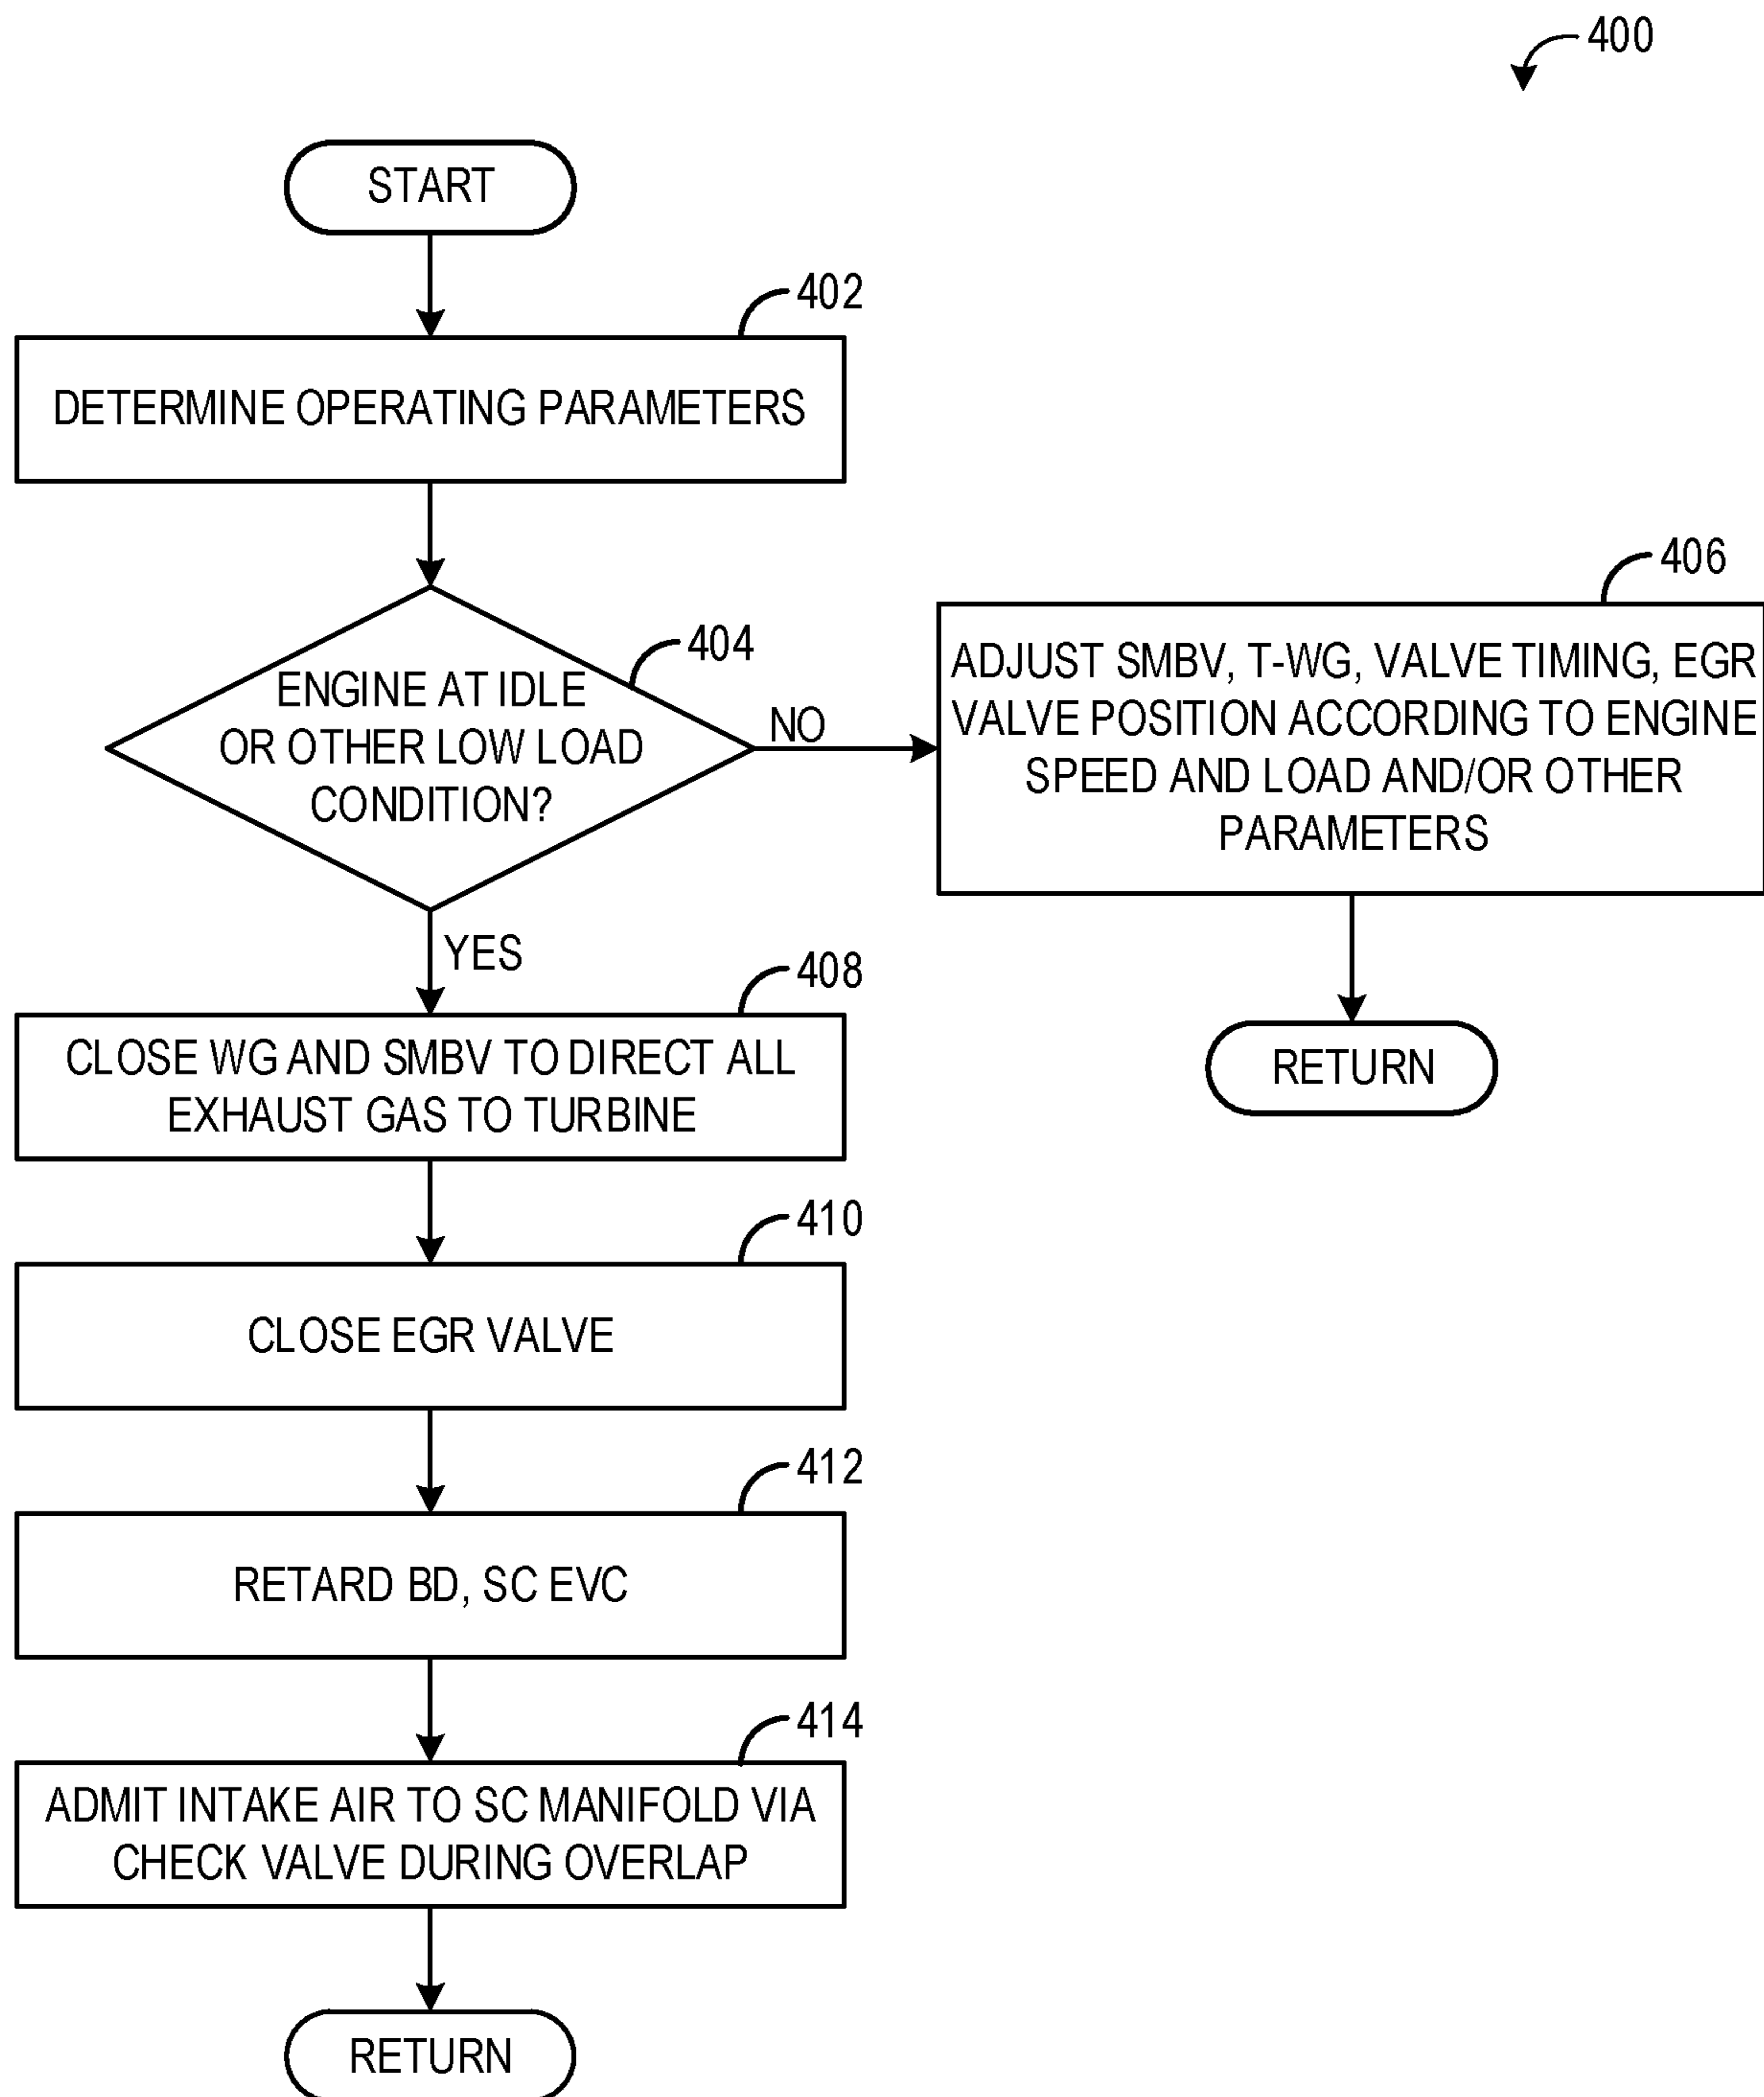 400
START
402
DETERMINE OPERATING PARAMETERS
404
ENGINE AT IDLE
OR OTHER LOW LOAD
CONDITION?
NO
406
ADJUST SMBV, T-WG, VALVE TIMING, EGR
VALVE POSITION ACCORDING TO ENGINE
SPEED AND LOAD AND/OR OTHER
PARAMETERS
RETURN
YES
408
CLOSE WG AND SMBV TO DIRECT ALL
EXHAUST GAS TO TURBINE
410
CLOSE EGR VALVE
412
RETARD BD, SC EVC
414
ADMIT INTAKE AIR TO SC MANIFOLD VIA
CHECK VALVE DURING OVERLAP
RETURN